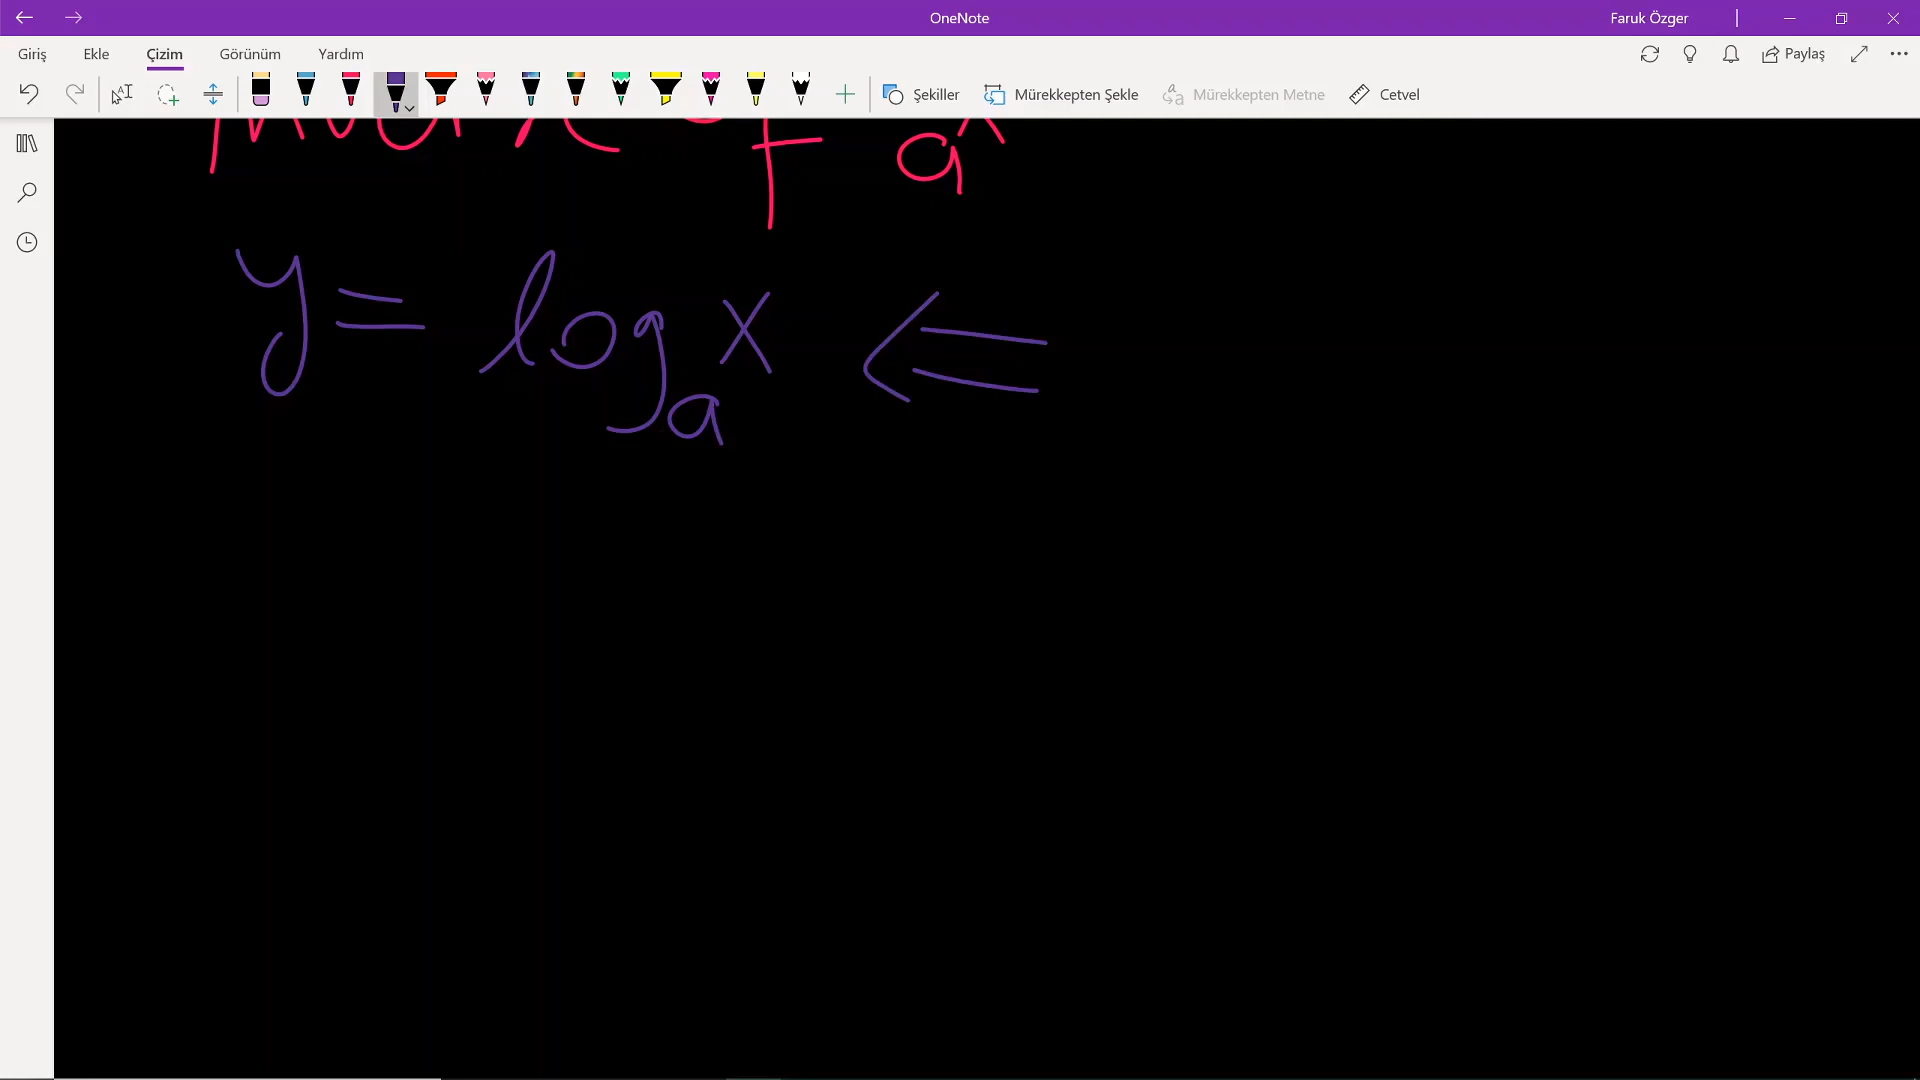 OneNote
Faruk Özger
Giriş Ekle Çizim Görünüm Yardım
Paylaş
Şekiller Mürekkepten Şekle Mürekkepten Metne Cetvel
a^x
y = log_a x ⇐